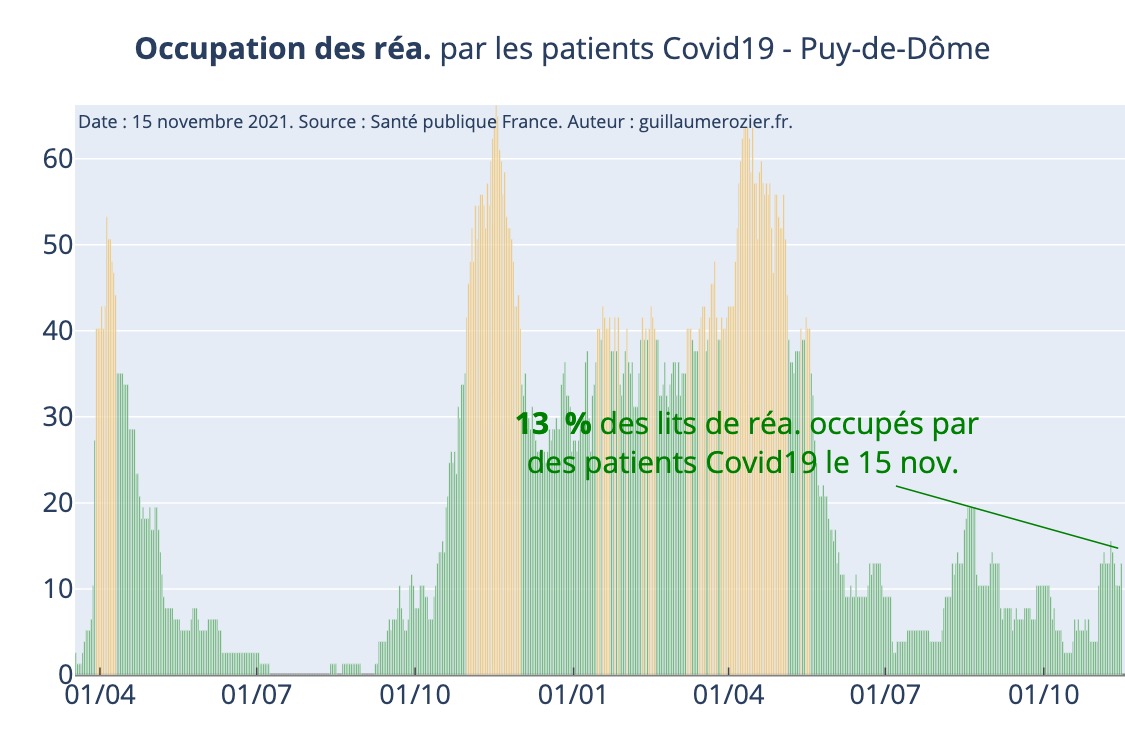 Occupation des réa. par les patients Covid19 - Puy-de-Dôme
Date : 15 novembre 2021. Source : Santé publique France. Auteur : guillaumerozier.fr.
60
50
40
30
20
10
0
13 % des lits de réa. occupés par
des patients Covid19 le 15 nov.
01/04 01/07 01/10 01/01 01/04 01/07 01/10